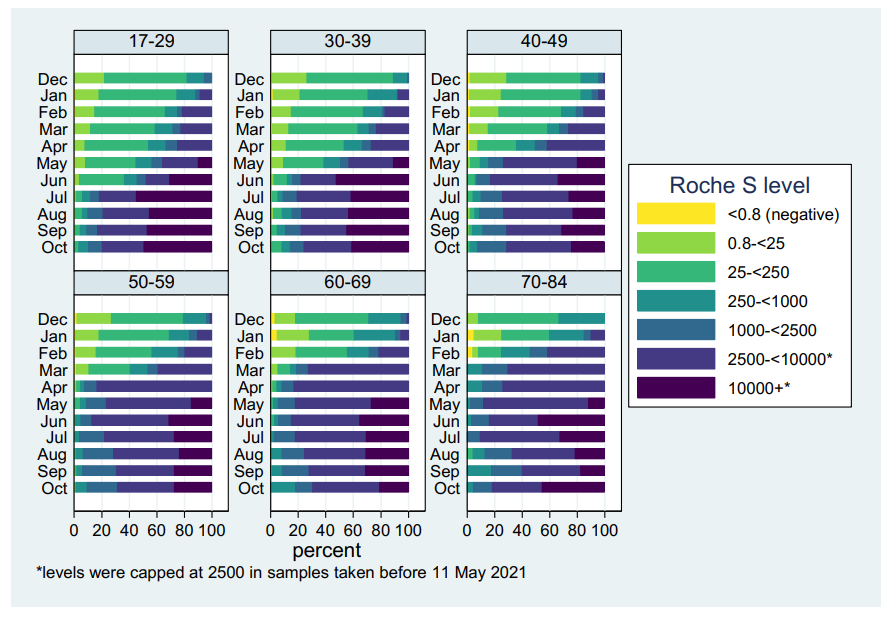 17-29 30-39 40-49
Dec Dec Dec
Jan Jan Jan
Feb Feb Feb
Mar Mar Mar
Apr Apr Apr
May May May
Jun Jun Jun
Jul Jul Jul
Aug Aug Aug
Sep Sep Sep
Oct Oct Oct
50-59 60-69 70-84
Dec Dec Dec
Jan Jan Jan
Feb Feb Feb
Mar Mar Mar
Apr Apr Apr
May May May
Jun Jun Jun
Jul Jul Jul
Aug Aug Aug
Sep Sep Sep
Oct Oct Oct
0 20 40 60 80 100 0 20 40 60 80 100 0 20 40 60 80 100
percent
*levels were capped at 2500 in samples taken before 11 May 2021
Roche S level
<0.8 (negative)
0.8-<25
25-<250
250-<1000
1000-<2500
2500-<10000*
10000+*